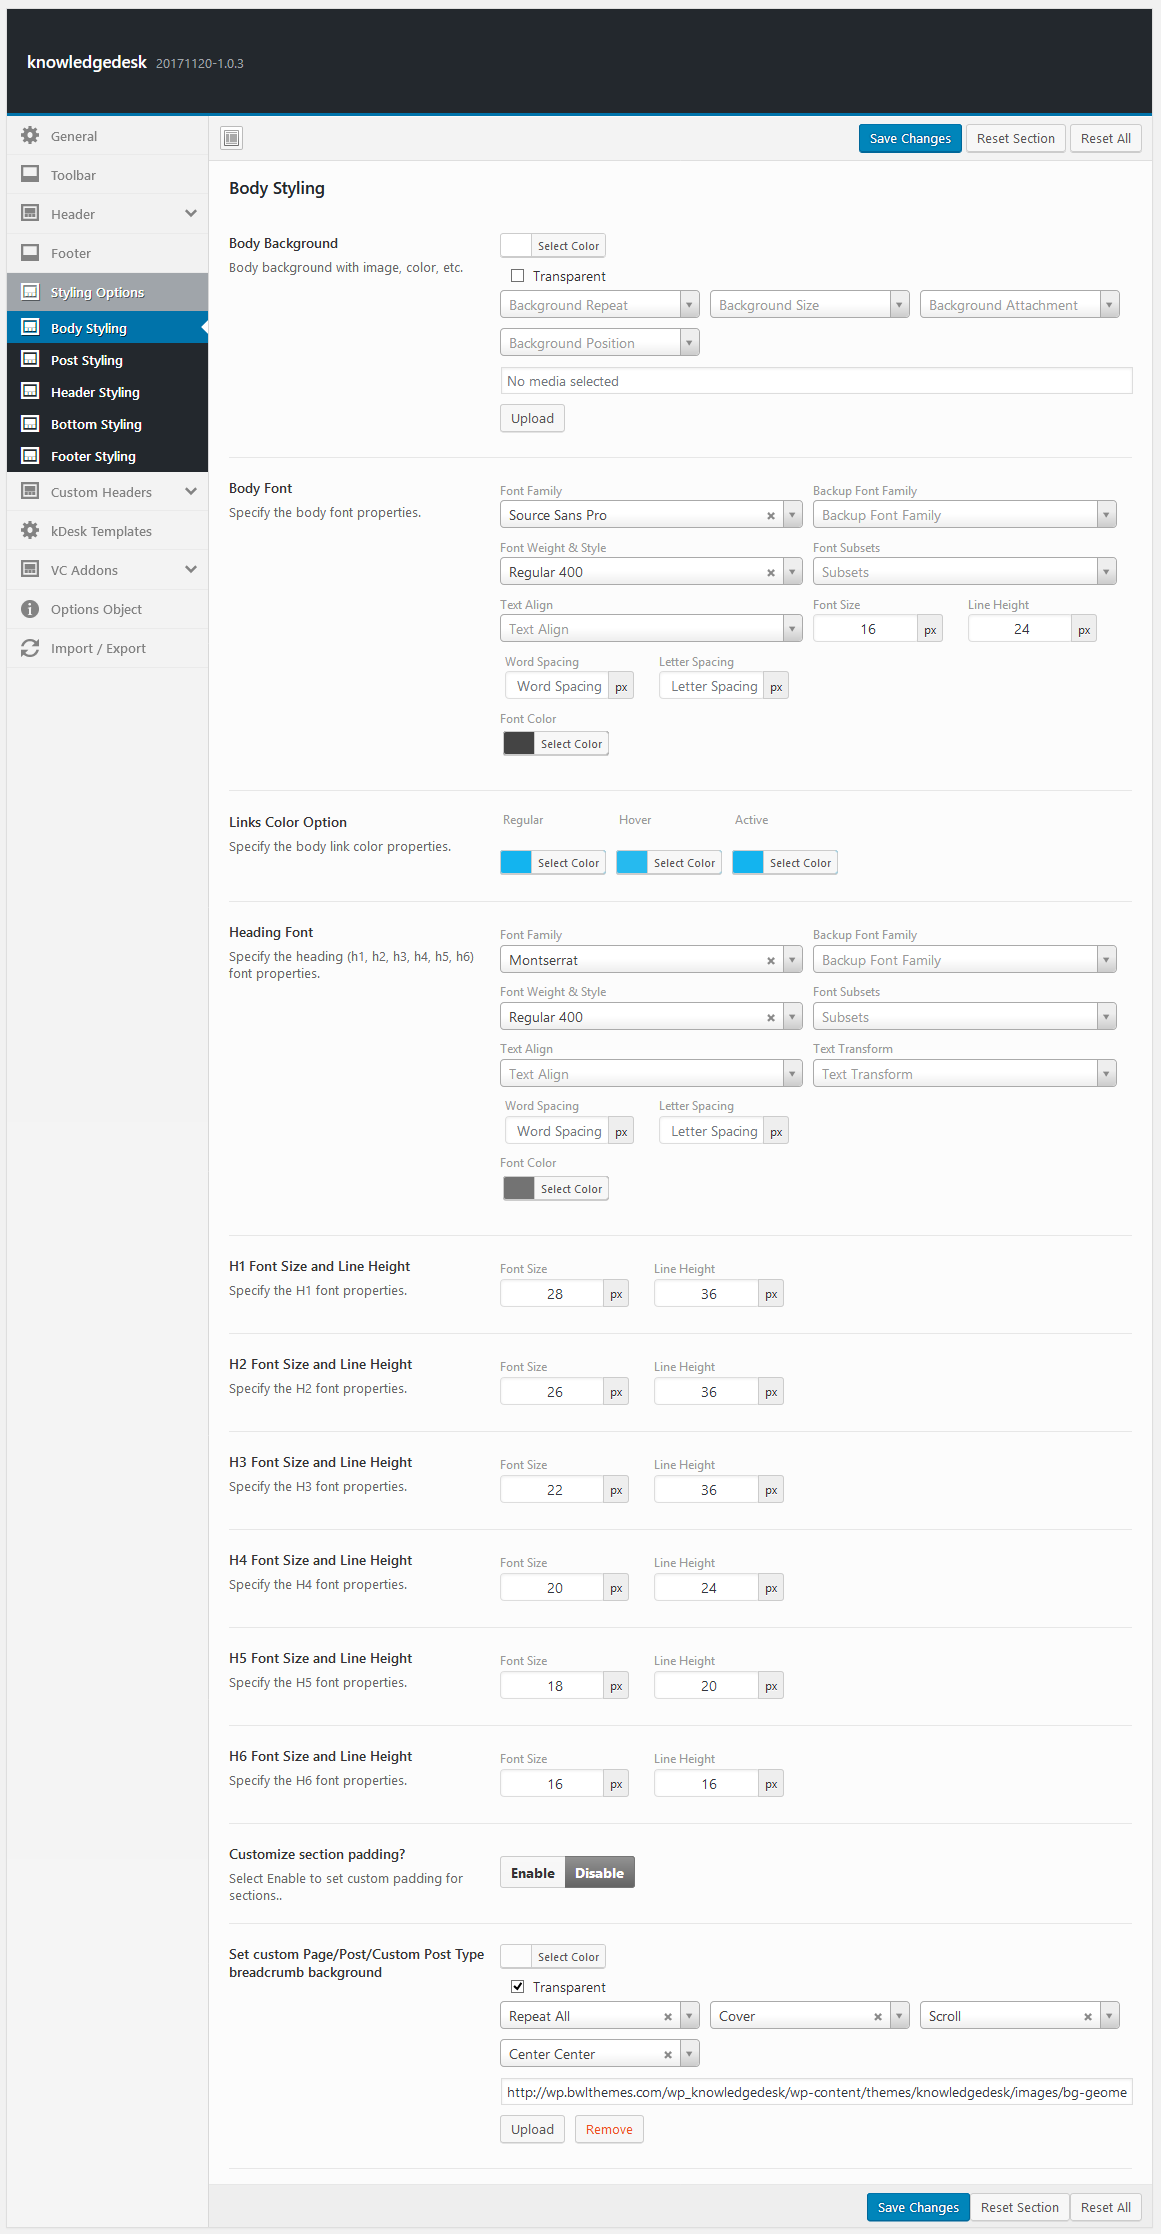 knowledgedesk 20171120-1.0.3
General
Toolbar
Header
Footer
Styling Options
Body Styling
Post Styling
Header Styling
Bottom Styling
Footer Styling
Custom Headers
kDesk Templates
VC Addons
Options Object
Import / Export
Save Changes Reset Section Reset All
Body Styling
Body Background
Body background with image, color, etc.
Select Color
Transparent
Background Repeat Background Size Background Attachment
Background Position
No media selected
Upload
Body Font
Specify the body font properties.
Font Family Backup Font Family
Source Sans Pro Backup Font Family
Font Weight & Style Font Subsets
Regular 400 Subsets
Text Align Font Size Line Height
Text Align 16 px 24 px
Word Spacing Letter Spacing
Word Spacing px Letter Spacing px
Font Color
Select Color
Links Color Option
Specify the body link color properties.
Regular Hover Active
Select Color Select Color Select Color
Heading Font
Specify the heading (h1, h2, h3, h4, h5, h6)
font properties.
Font Family Backup Font Family
Montserrat Backup Font Family
Font Weight & Style Font Subsets
Regular 400 Subsets
Text Align Text Transform
Text Align Text Transform
Word Spacing Letter Spacing
Word Spacing px Letter Spacing px
Font Color
Select Color
H1 Font Size and Line Height
Specify the H1 font properties.
Font Size Line Height
28 px 36 px
H2 Font Size and Line Height
Specify the H2 font properties.
Font Size Line Height
26 px 36 px
H3 Font Size and Line Height
Specify the H3 font properties.
Font Size Line Height
22 px 36 px
H4 Font Size and Line Height
Specify the H4 font properties.
Font Size Line Height
20 px 24 px
H5 Font Size and Line Height
Specify the H5 font properties.
Font Size Line Height
18 px 20 px
H6 Font Size and Line Height
Specify the H6 font properties.
Font Size Line Height
16 px 16 px
Customize section padding?
Select Enable to set custom padding for
sections..
Enable Disable
Set custom Page/Post/Custom Post Type
breadcrumb background
Select Color
Transparent
Repeat All Cover Scroll
Center Center
http://wp.bwlthemes.com/wp_knowledgedesk/wp-content/themes/knowledgedesk/images/bg-geome
Upload Remove
Save Changes Reset Section Reset All